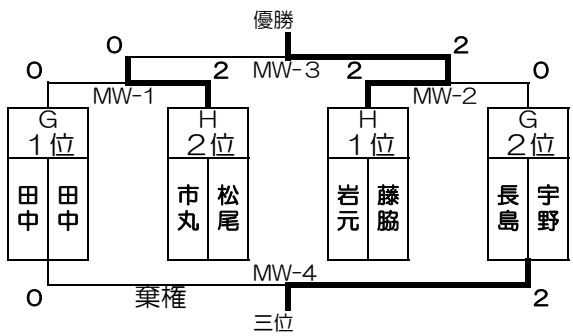 優勝
0 2
0 2 MW-3 2 0
MW-1 MW-2
G H H G
1位 2位 1位 2位
田中 田中 市丸 松尾 岩元 藤脇 長島 宇野
MW-4
0 棄権 2
三位